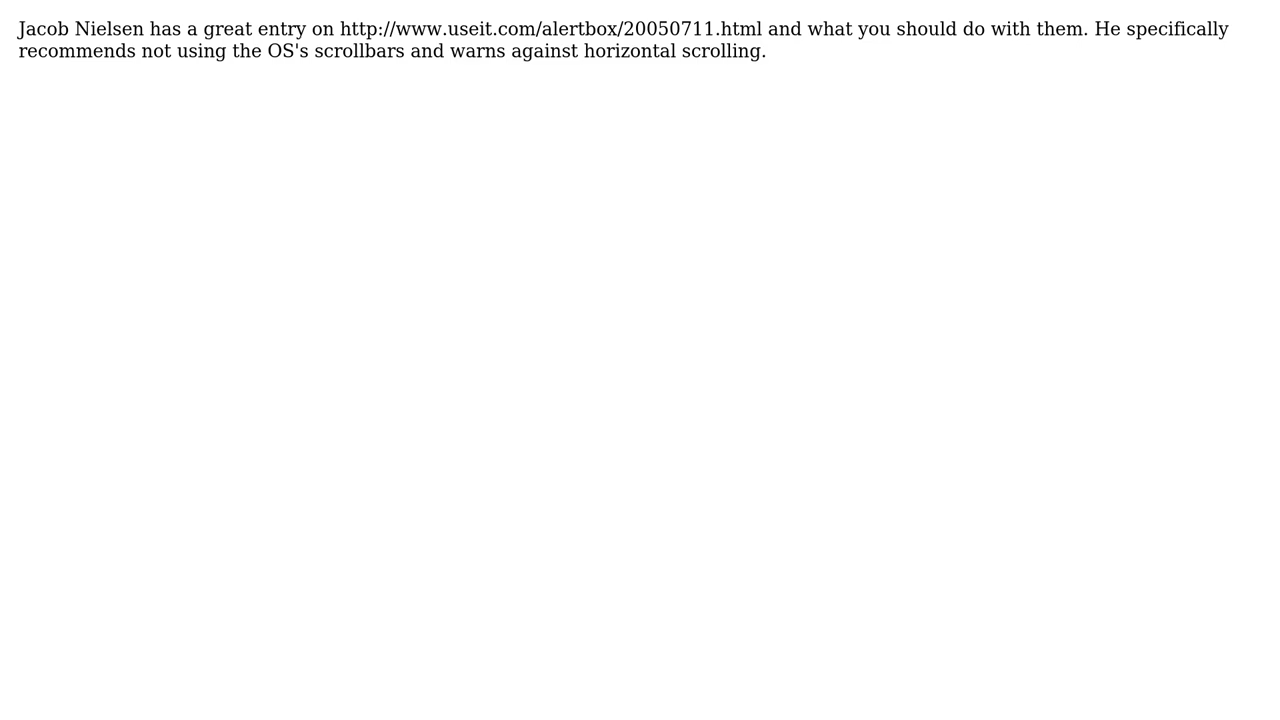 Jacob Nielsen has a great entry on http://www.useit.com/alertbox/20050711.html and what you should do with them. He specifically
recommends not using the OS's scrollbars and warns against horizontal scrolling.